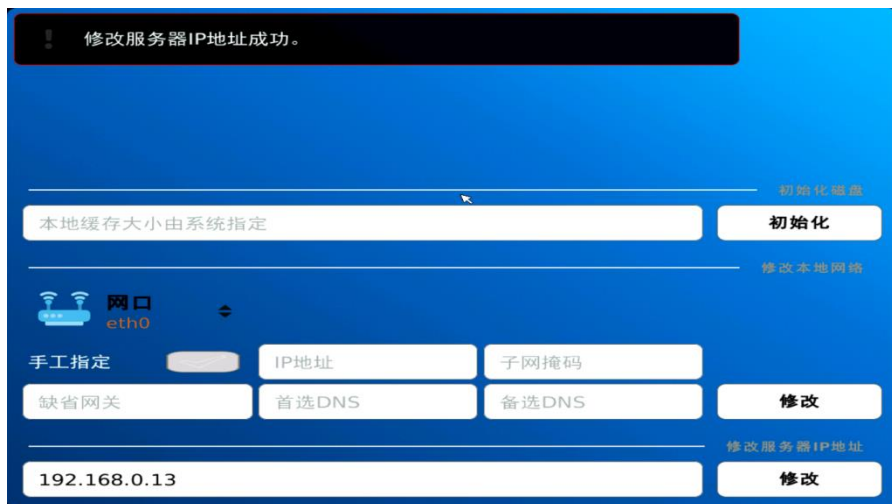 修改服务器IP地址成功。
初始化磁盘
本地缓存大小由系统指定
初始化
修改本地网络
网口
eth0
手工指定
IP地址
子网掩码
缺省网关
首选DNS
备选DNS
修改
修改服务器IP地址
192.168.0.13
修改